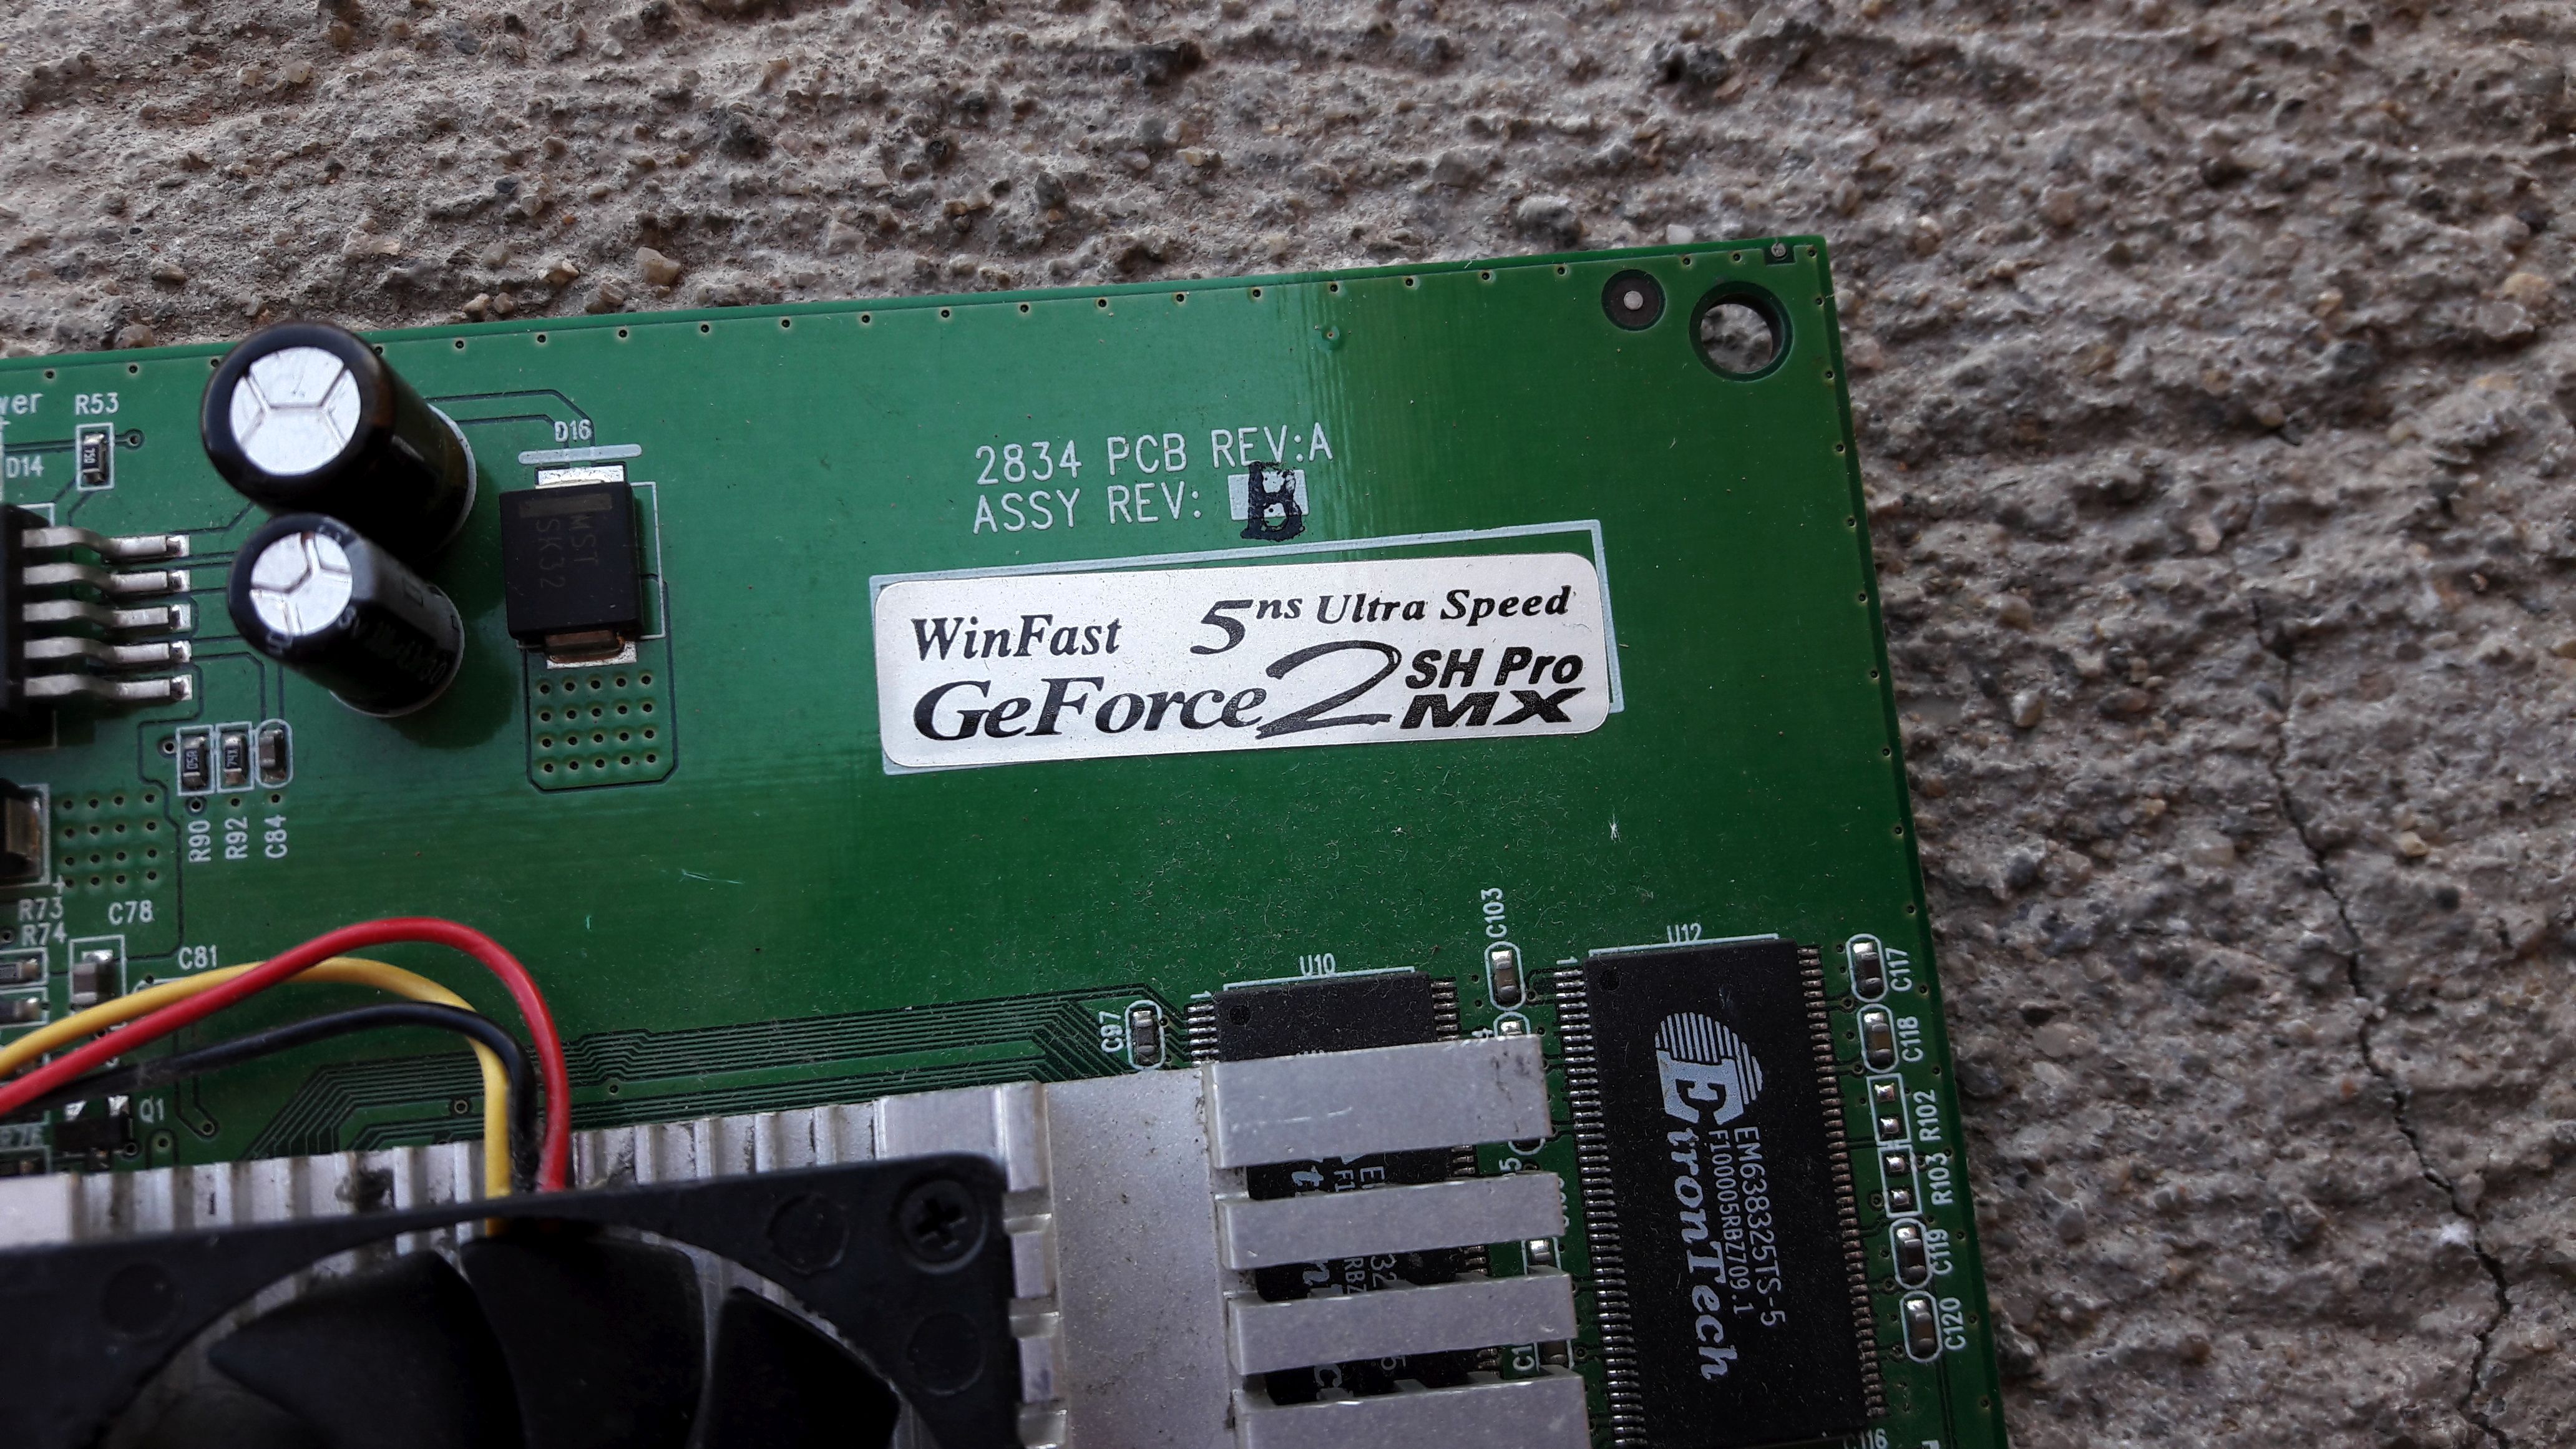 R53
D14
D16
MST
SK32
2834 PCB REV:A
ASSY REV: B
WinFast 5ns Ultra Speed
GeForce2 SH Pro
MX
R90
R92
C84
R73
R74
C78
C81
Q1
C97
U10
C103
U12
C117
C118
R102
R103
C119
C120
EtronTech
EM638325TS-5
F100005RBZ709.1